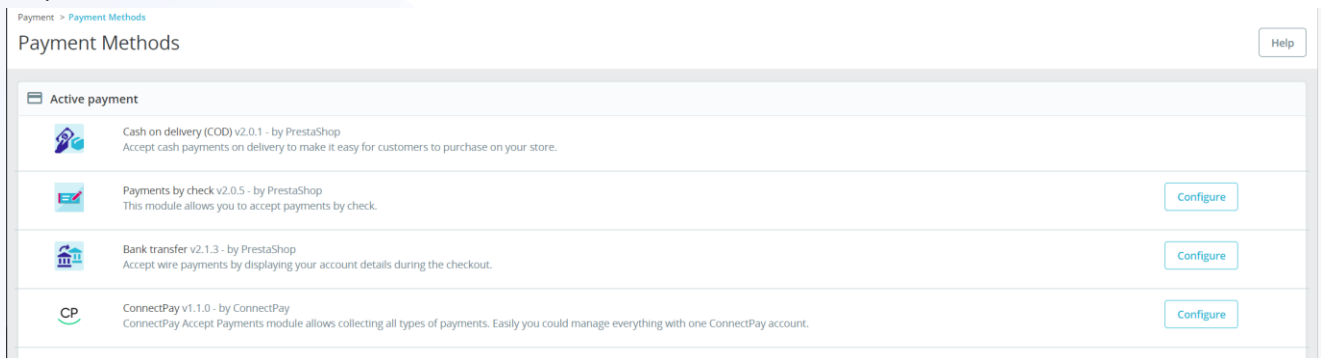 Payment > Payment Methods
Payment Methods
Help
Active payment
Cash on delivery (COD) v2.0.1 - by PrestaShop
Accept cash payments on delivery to make it easy for customers to purchase on your store.
Payments by check v2.0.5 - by PrestaShop
This module allows you to accept payments by check.
Configure
Bank transfer v2.1.3 - by PrestaShop
Accept wire payments by displaying your account details during the checkout.
Configure
CP
ConnectPay v1.1.0 - by ConnectPay
ConnectPay Accept Payments module allows collecting all types of payments. Easily you could manage everything with one ConnectPay account.
Configure